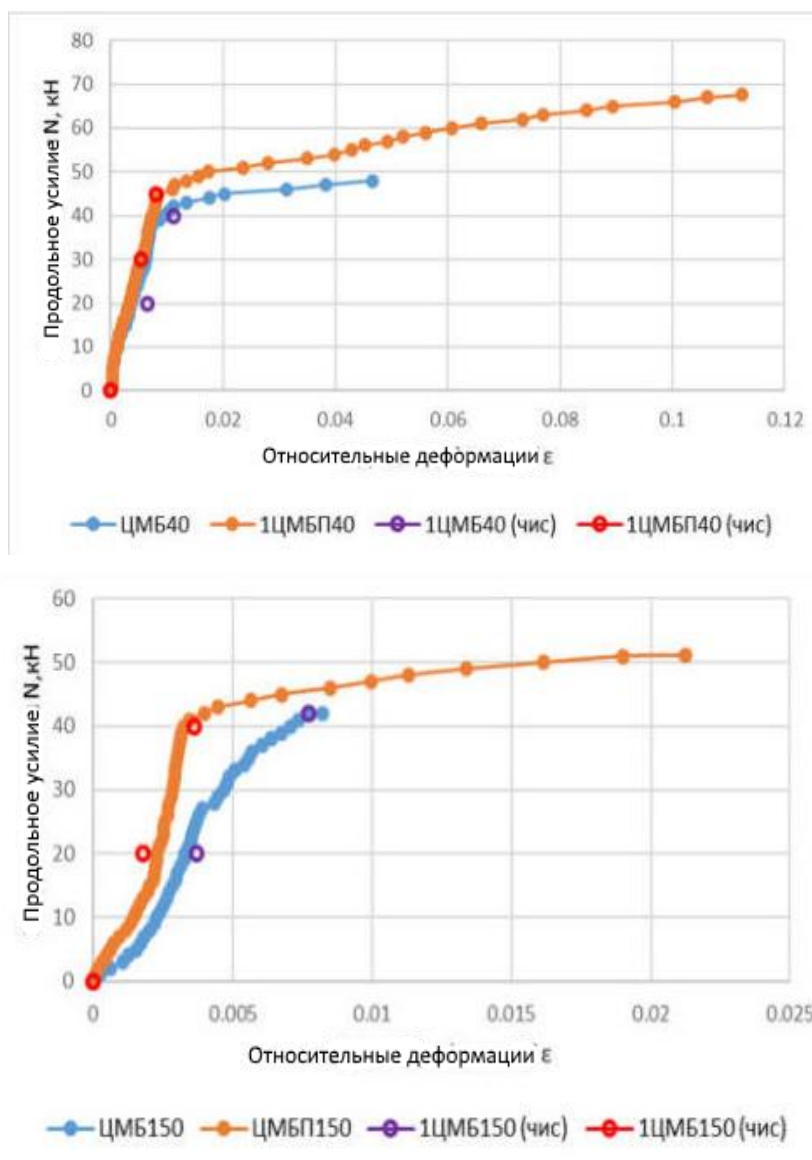 Продольное усилие N, кН
80
70
60
50
40
30
20
10
0
0 0.02 0.04 0.06 0.08 0.1 0.12
Относительные деформации ε
ЦМБ40 1ЦМБП40 1ЦМБ40 (чис) 1ЦМБП40 (чис)
Продольное усилие N,кН
60
50
40
30
20
10
0
0 0.005 0.01 0.015 0.02 0.025
Относительные деформации ε
ЦМБ150 ЦМБП150 1ЦМБ150 (чис) 1ЦМБ150 (чис)